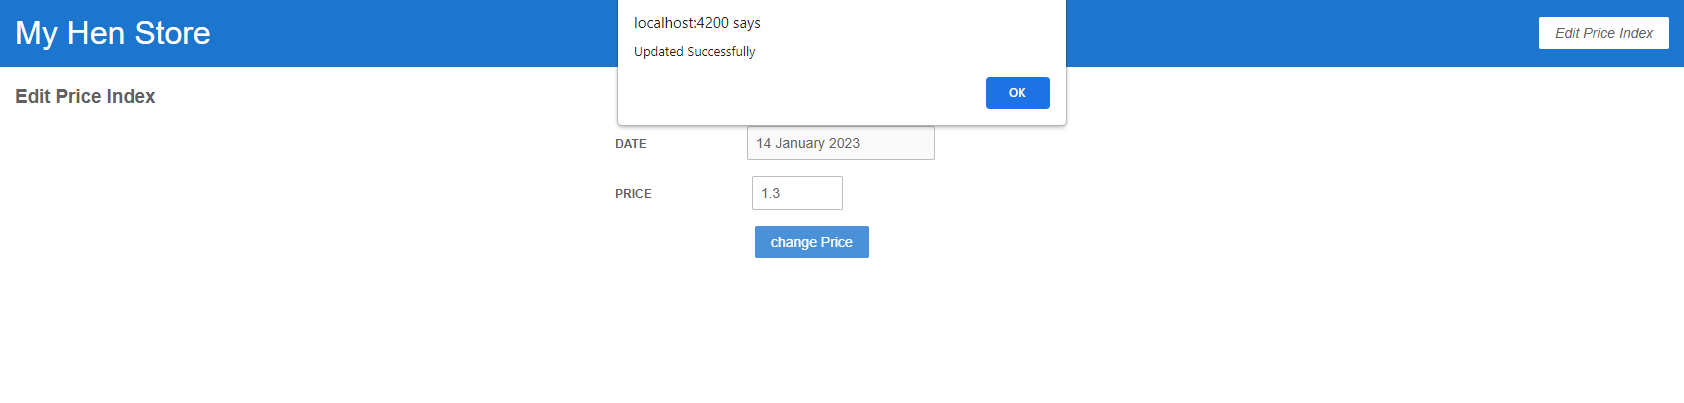 My Hen Store
localhost:4200 says
Updated Successfully
OK
Edit Price Index
Edit Price Index
DATE
14 January 2023
PRICE
1.3
change Price